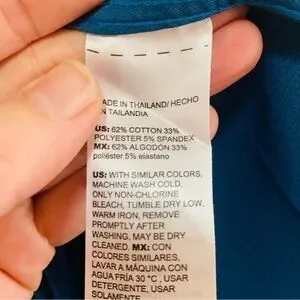 MADE IN THAILAND/ HECHO
EN TAILANDIA
US: 62% COTTON 33%
POLYESTER 5% SPANDEX
MX: 62% ALGODÓN 33%
poliéster 5% elastano
US: WITH SIMILAR COLORS,
MACHINE WASH COLD,
ONLY NON-CHLORINE
BLEACH, TUMBLE DRY LOW,
WARM IRON, REMOVE
PROMPTLY AFTER
WASHING, MAY BE DRY
CLEANED. MX: CON
COLORES SIMILARES,
LAVAR A MÁQUINA CON
AGUA FRÍA 30 °C , USAR
DETERGENTE, USAR
SOLAMENTE